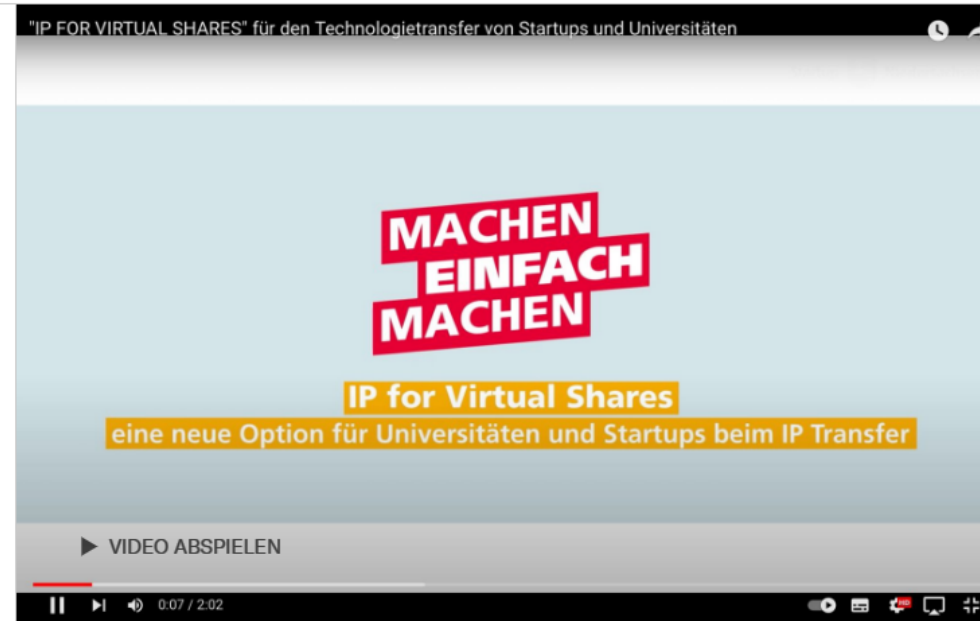 "IP FOR VIRTUAL SHARES" für den Technologietransfer von Startups und Universitäten
MACHEN
EINFACH
MACHEN
IP for Virtual Shares
eine neue Option für Universitäten und Startups beim IP Transfer
VIDEO ABSPIELEN
0:07 / 2:02
HD